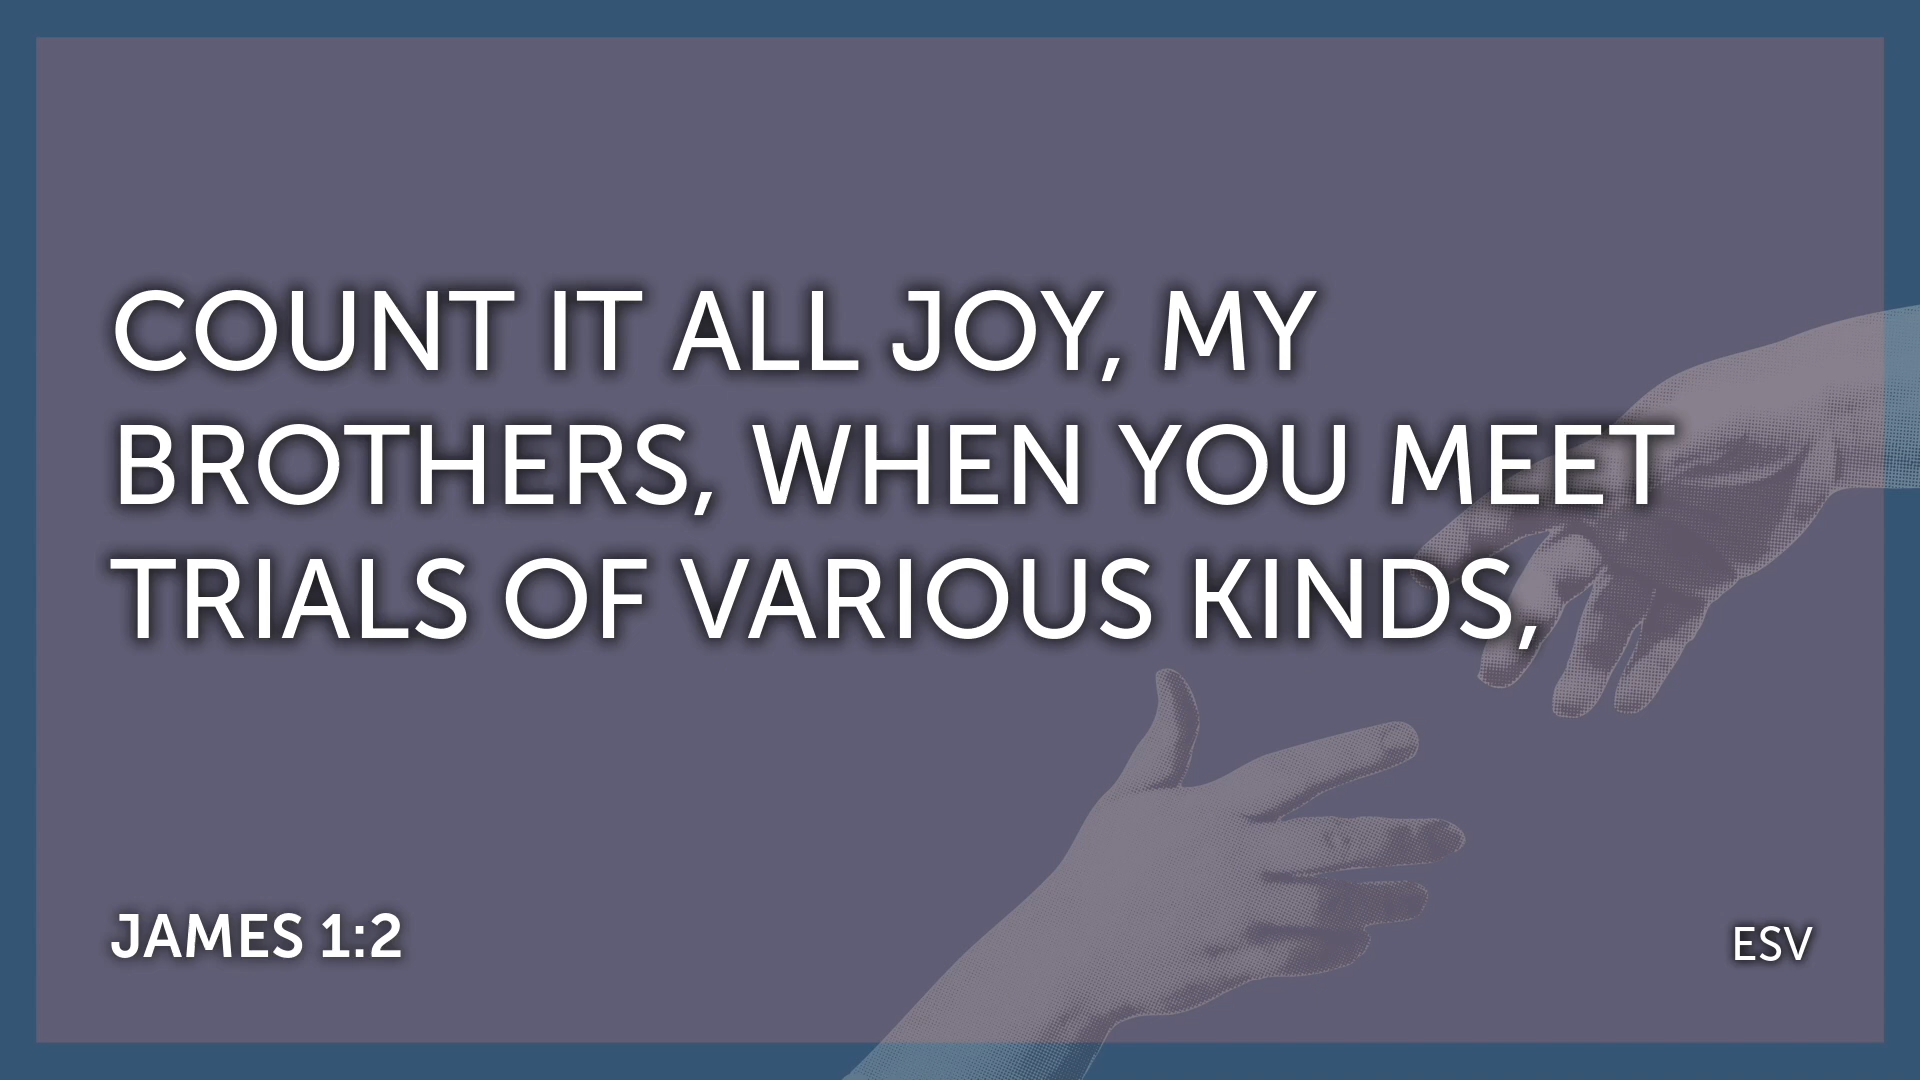 COUNT IT ALL JOY, MY
BROTHERS, WHEN YOU MEET
TRIALS OF VARIOUS KINDS,
JAMES 1:2
ESV